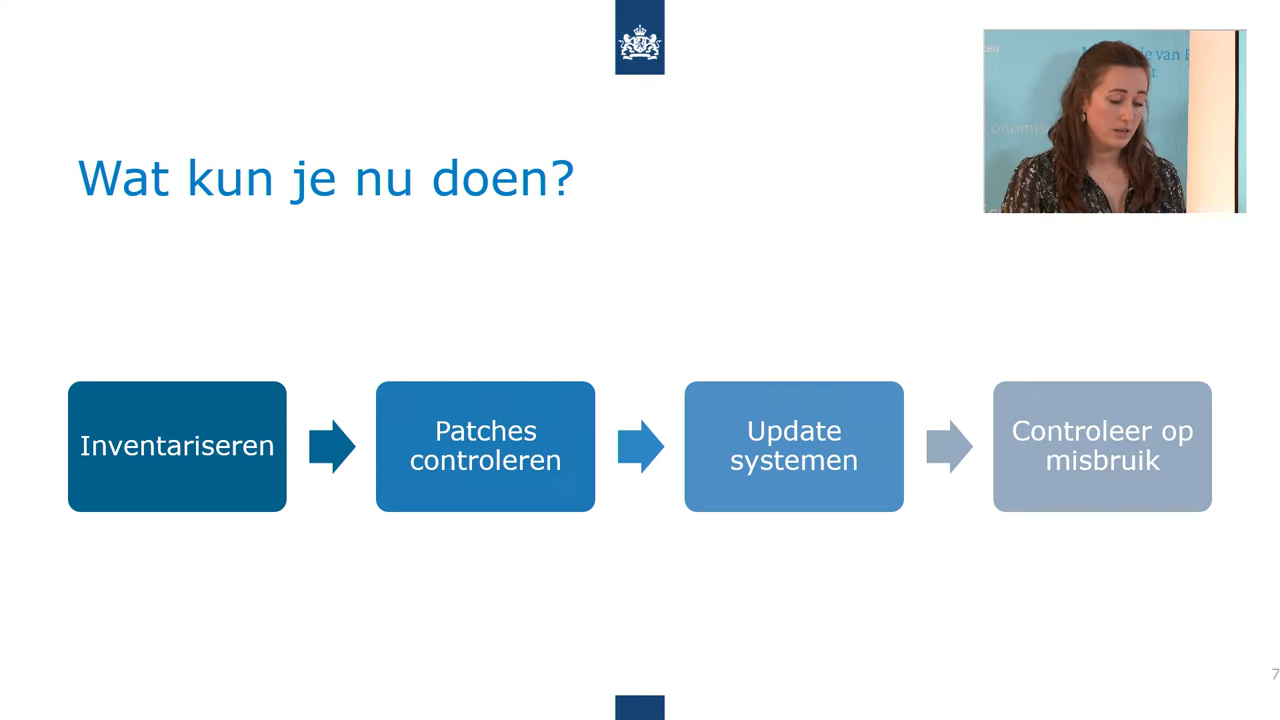 Wat kun je nu doen?
Inventariseren
Patches
controleren
Update
systemen
Controleer op
misbruik
7